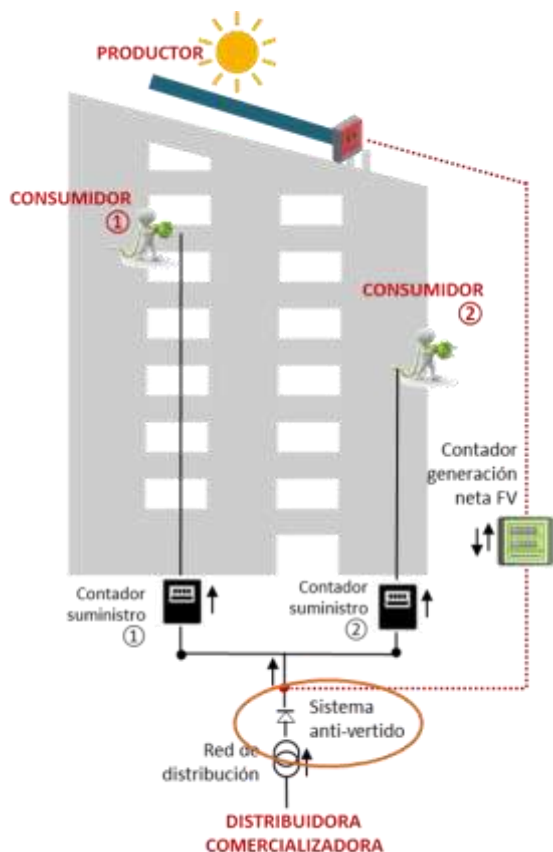 PRODUCTOR
CONSUMIDOR
①
CONSUMIDOR
②
Contador
generación
neta FV
Contador
suministro
①
Contador
suministro
②
Sistema
anti-vertido
Red de
distribución
DISTRIBUIDORA
COMERCIALIZADORA